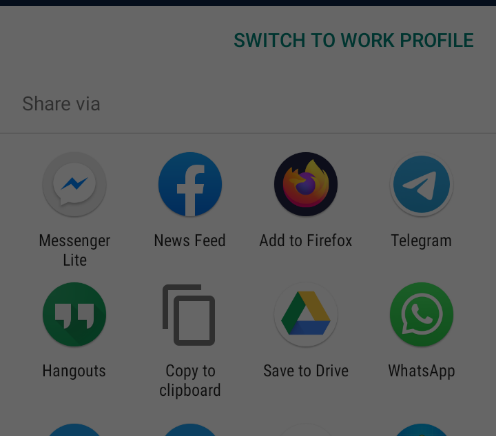 SWITCH TO WORK PROFILE
Share via
Messenger
Lite
News Feed
Add to Firefox
Telegram
Hangouts
Copy to
clipboard
Save to Drive
WhatsApp